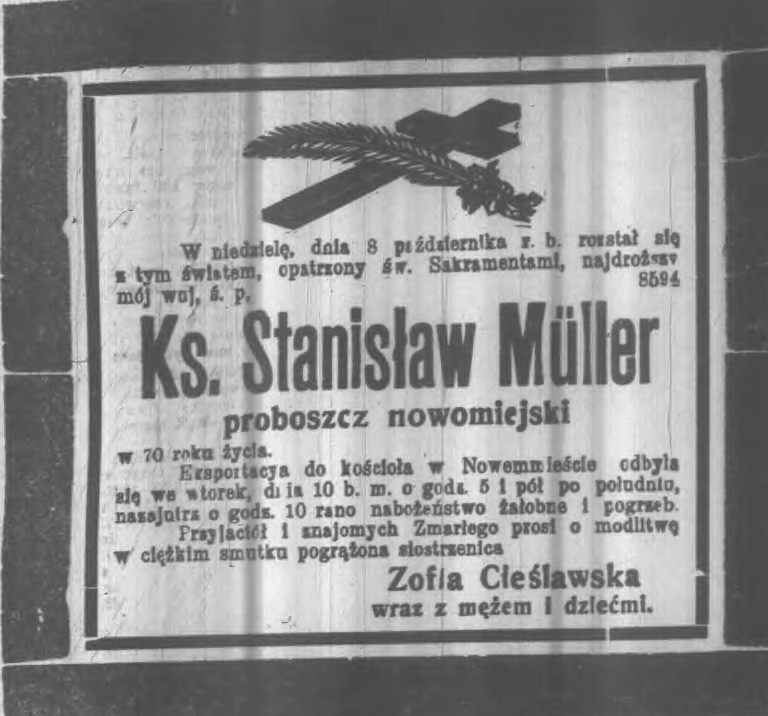 W niedzielę, dnia 8 października r. b. rozstał się
z tym światem, opatrzony św. Sakramentami, najdroższy
8594
mój wuj, ś. p.
Ks. Stanisław Müller
proboszcz nowomiejski
w 70 roku życia.
Eksportacya do kościoła w Nowemmieście odbyła
się we wtorek, dnia 10 b. m. o godz. 5 i pół po południu,
nazajutrz o godz. 10 rano nabożeństwo żałobne i pogrzeb.
Przyjaciół i znajomych Zmarłego prosi o modlitwę
w ciężkim smutku pogrążona siostrzenica
Zofia Cieślawska
wraz z mężem i dziećmi.